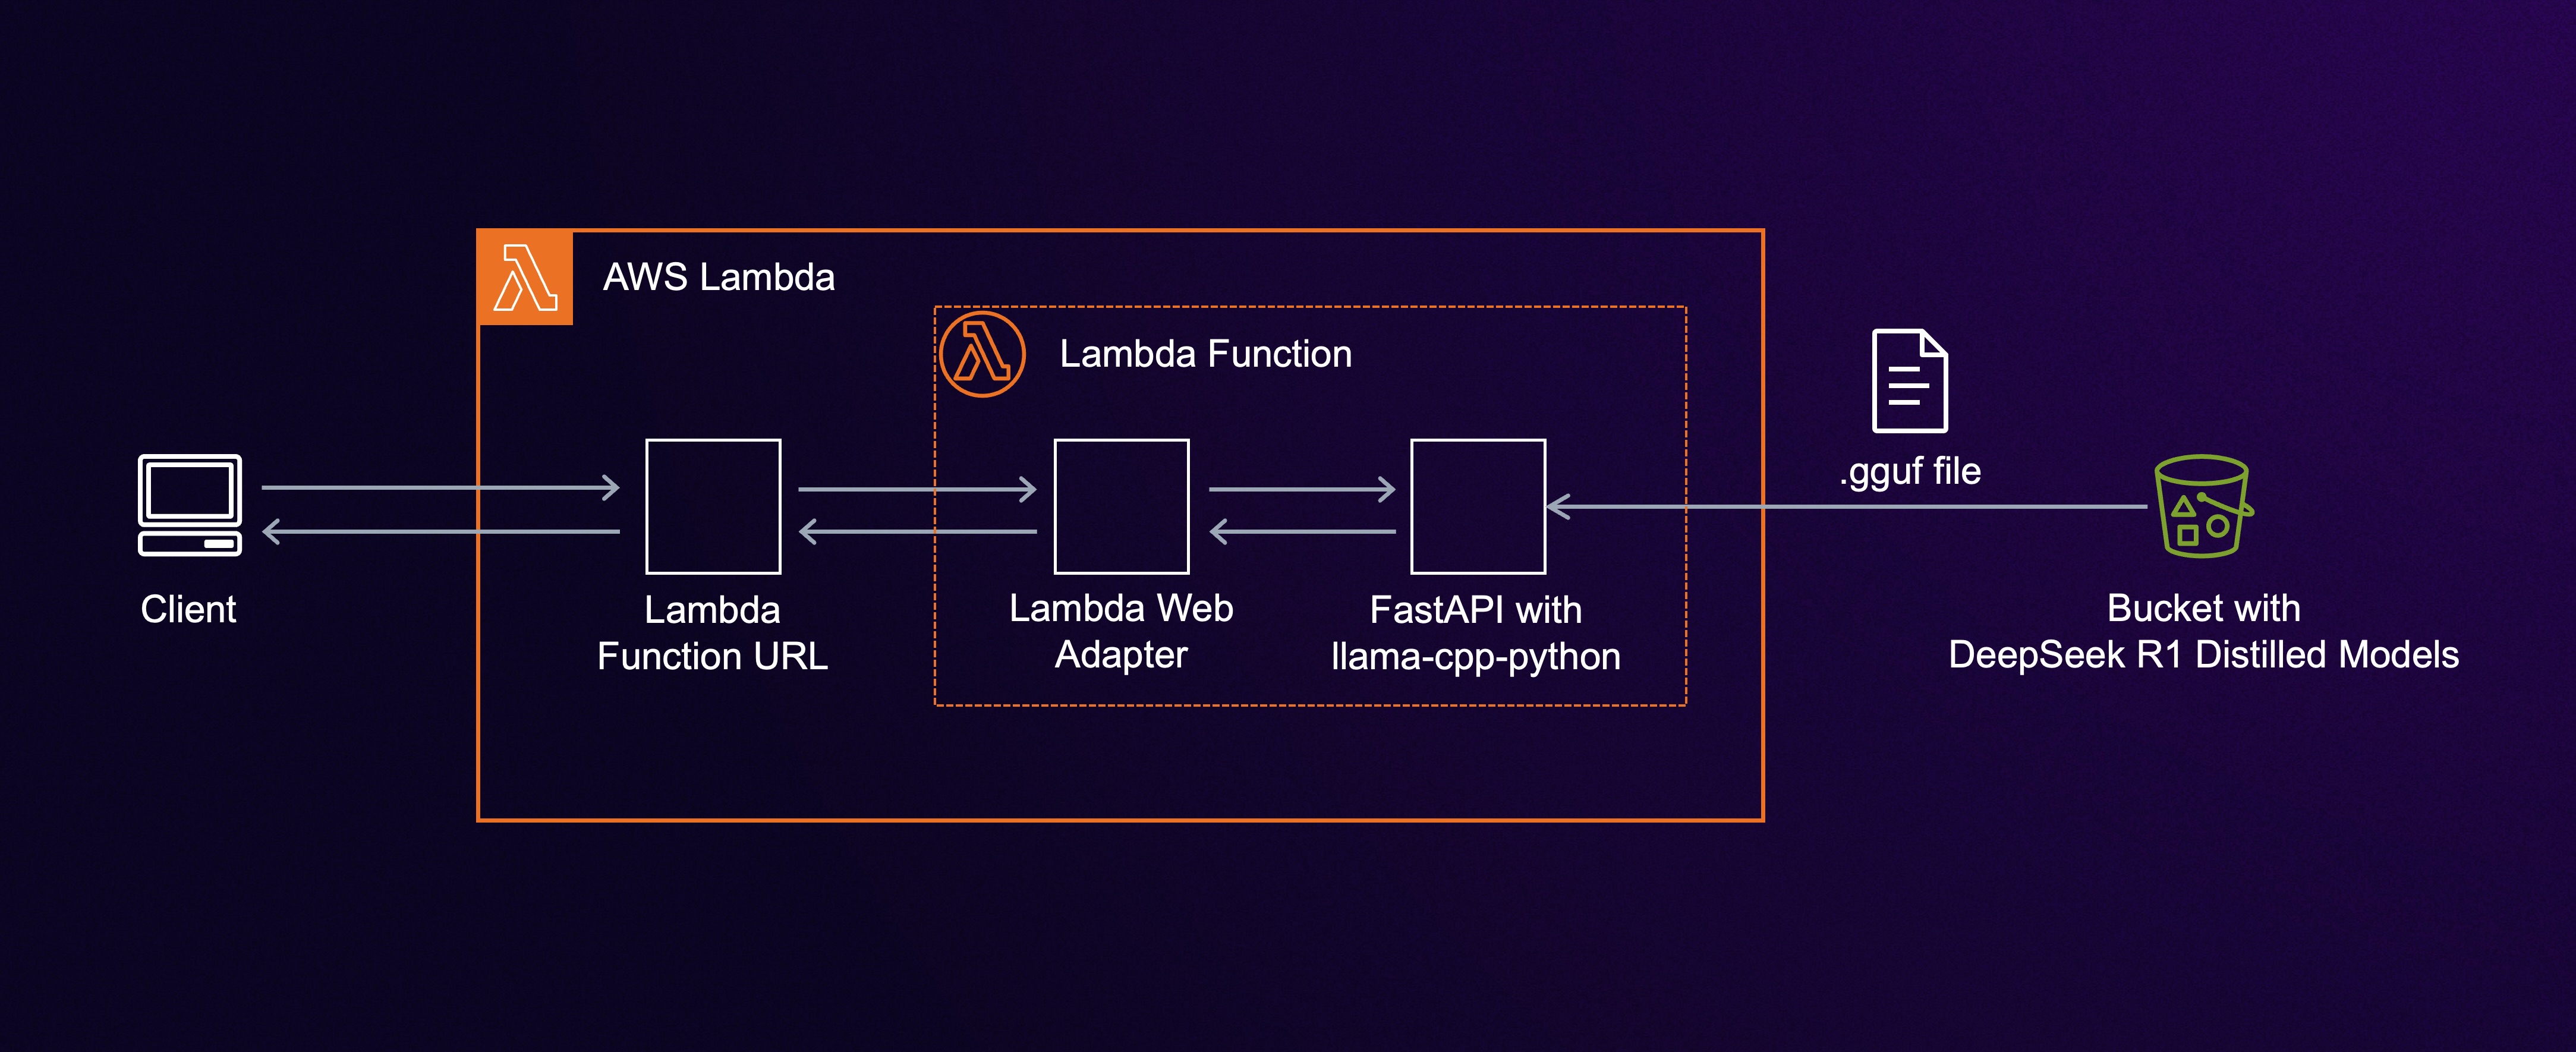 AWS Lambda
Lambda Function
.gguf file
Client
Lambda
Function URL
Lambda Web
Adapter
FastAPI with
llama-cpp-python
Bucket with
DeepSeek R1 Distilled Models